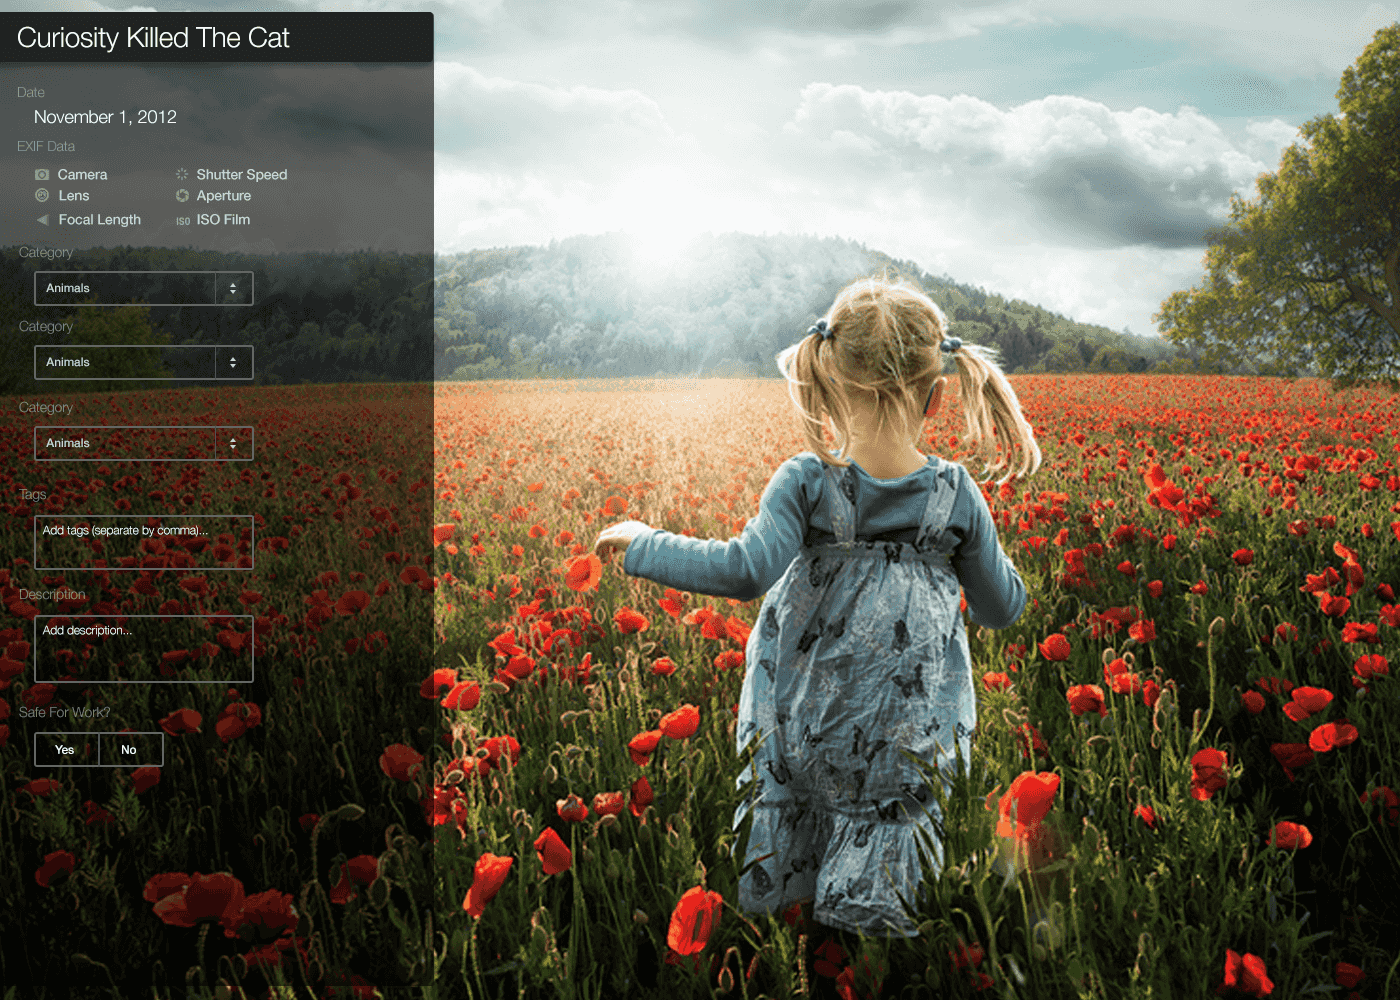 Curiosity Killed The Cat
Date
November 1, 2012
EXIF Data
Camera
Shutter Speed
Lens
Aperture
Focal Length
ISO ISO Film
Category
Animals
Category
Animals
Category
Animals
Tags
Add tags (separate by comma)...
Description
Add description...
Safe For Work?
Yes
No